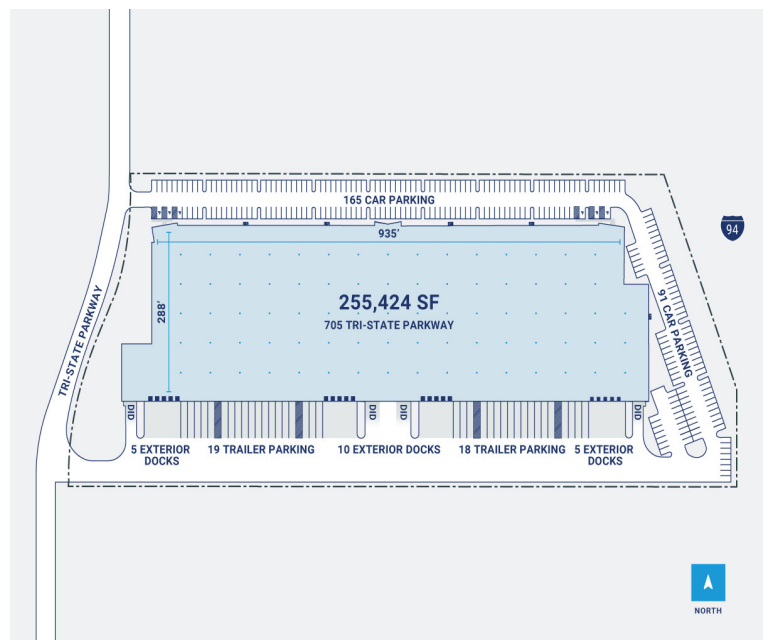 165 CAR PARKING
94
935'
255,424 SF
705 TRI-STATE PARKWAY
288'
TRI-STATE PARKWAY
91 CAR PARKING
DID
DID
DID
DID
5 EXTERIOR
DOCKS
19 TRAILER PARKING
10 EXTERIOR DOCKS
18 TRAILER PARKING
5 EXTERIOR
DOCKS
NORTH